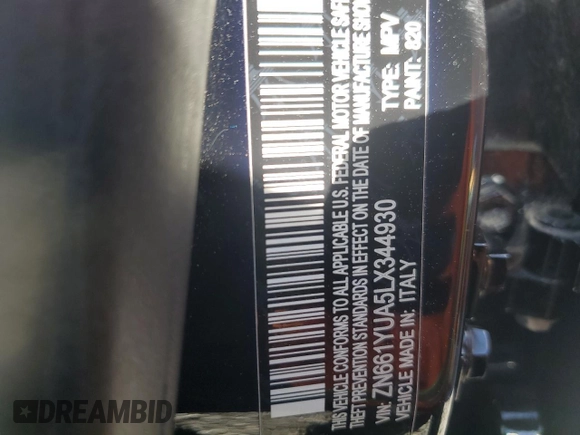 THIS VEHICLE CONFORMS TO ALL APPLICABLE U.S. FEDERAL MOTOR VEHICLE SAFE
THEFT PREVENTION STANDARDS IN EFFECT ON THE DATE OF MANUFACTURE SHOW
VIN: ZN661YUA5LX344930 TYPE: MPV
VEHICLE MADE IN: ITALY PAINT: 820
DREAMBID